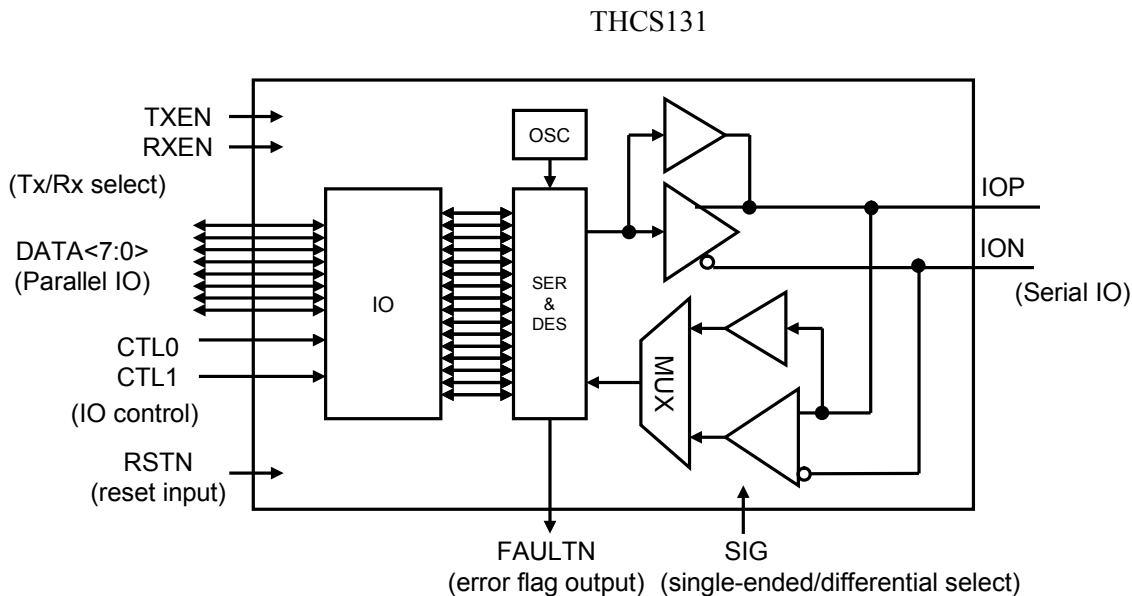 THCS131
TXEN
RXEN
(Tx/Rx select)
DATA<7:0>
(Parallel IO)
CTL0
CTL1
(IO control)
RSTN
(reset input)
IO
OSC
SER
&
DES
MUX
IOP
ION
(Serial IO)
FAULTN
(error flag output)
SIG
(single-ended/differential select)